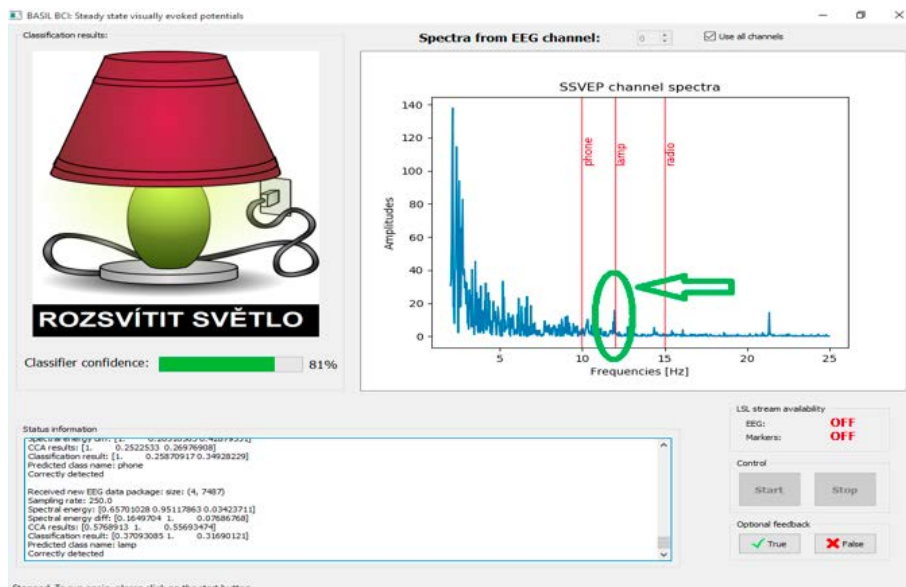 BASIL BCI: Steady state visually evoked potentials
Classification results:
ROZSVÍTIT SVĚTLO
Classifier confidence: 81%
Spectra from EEG channel: 0 Use all channels
SSVEP channel spectra
140
120
100
80
60
40
20
0
Amplitudes
phone
lamp
radio
5 10 15 20 25
Frequencies [Hz]
Status information
CCA results: [1. 0.2522533 0.26976908]
Classification result: [1. 0.25870917 0.34928229]
Predicted class name: phone
Correctly detected
Received new EEG data package: size: (4, 7487)
Sampling rate: 250.0
Spectral energy: [0.65701028 0.95117863 0.03423711]
Spectral energy diff: [0.1649704 1. 0.07686768]
CCA results: [0.5768913 1. 0.55693474]
Classification result: [0.37093085 1. 0.31690121]
Predicted class name: lamp
Correctly detected
LSL stream availability
EEG: OFF
Markers: OFF
Control
Start Stop
Optional feedback
True False